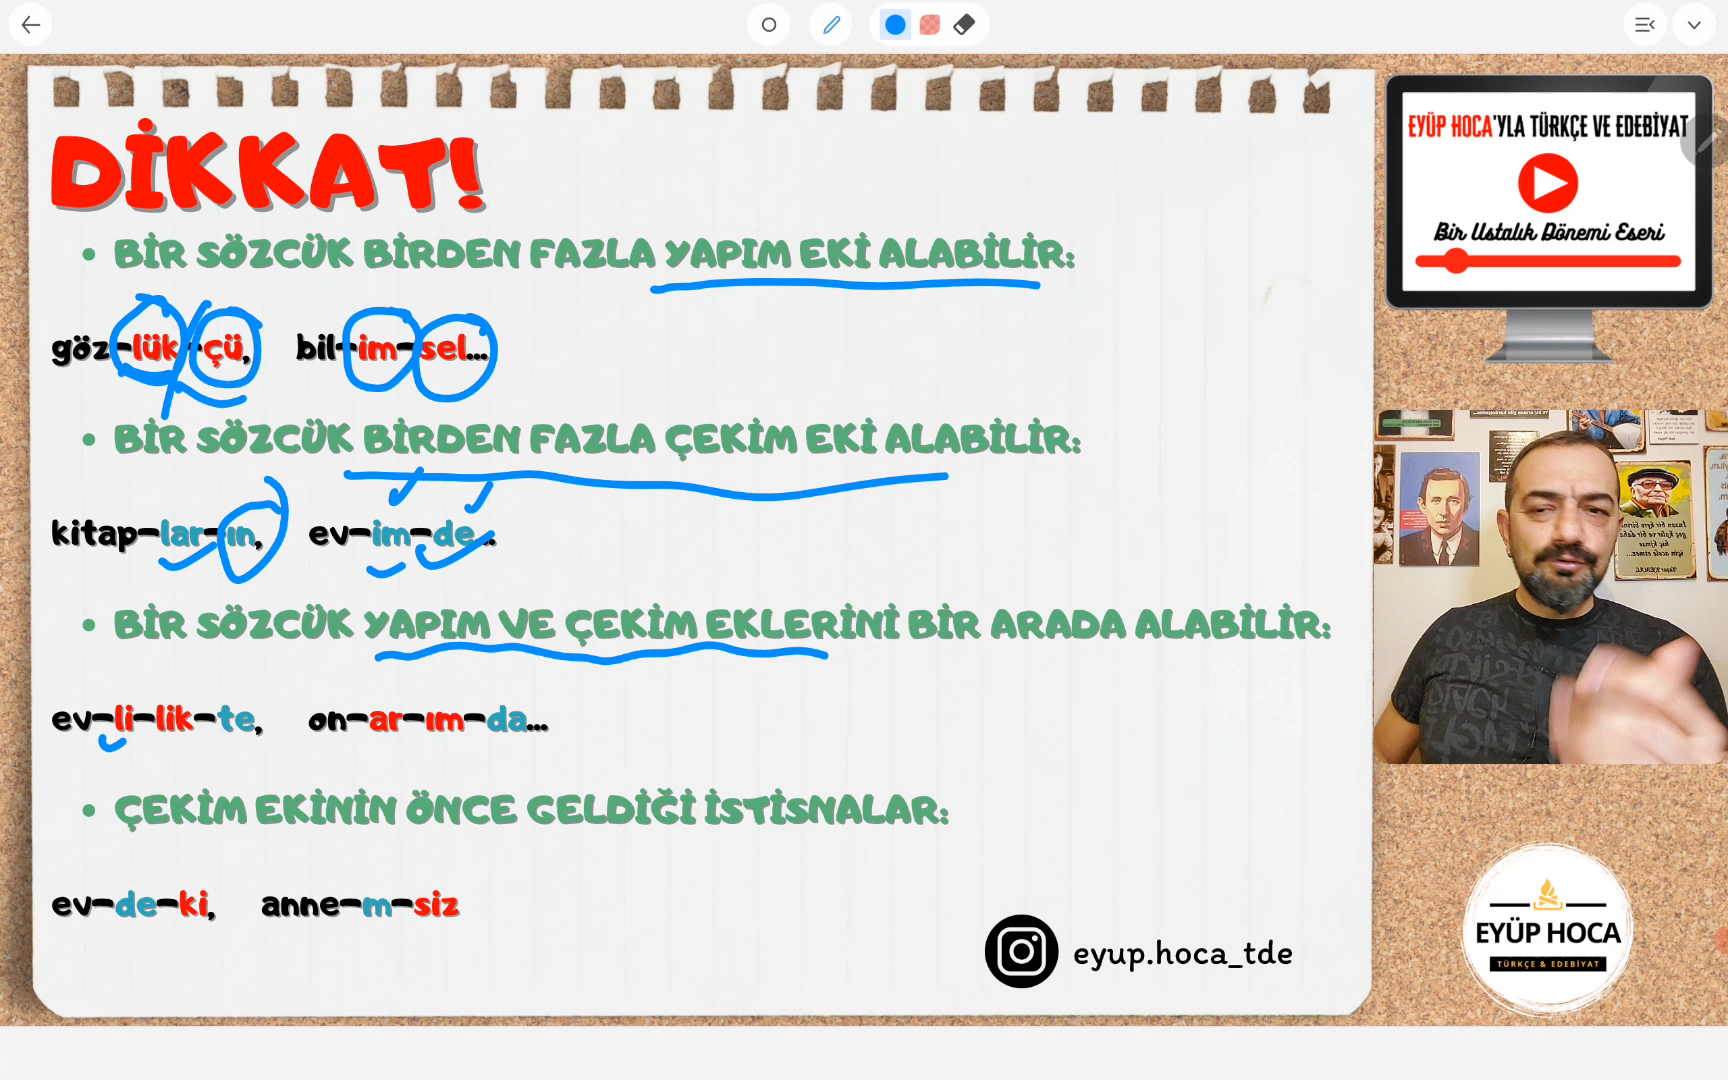 EYÜP HOCA'YLA TÜRKÇE VE EDEBİYAT
Bir Ustalık Dönemi Eseri
DİKKAT!
• BİR SÖZCÜK BİRDEN FAZLA YAPIM EKİ ALABİLİR:
göz-lük-çü, bil-im-sel...
• BİR SÖZCÜK BİRDEN FAZLA ÇEKİM EKİ ALABİLİR:
kitap-lar-ın, ev-im-de...
• BİR SÖZCÜK YAPIM VE ÇEKİM EKLERİNİ BİR ARADA ALABİLİR:
ev-li-lik-te, on-ar-ım-da...
• ÇEKİM EKİNİN ÖNCE GELDİĞİ İSTİSNALAR:
ev-de-ki, anne-m-siz
eyup.hoca_tde
EYÜP HOCA
TÜRKÇE & EDEBİYAT